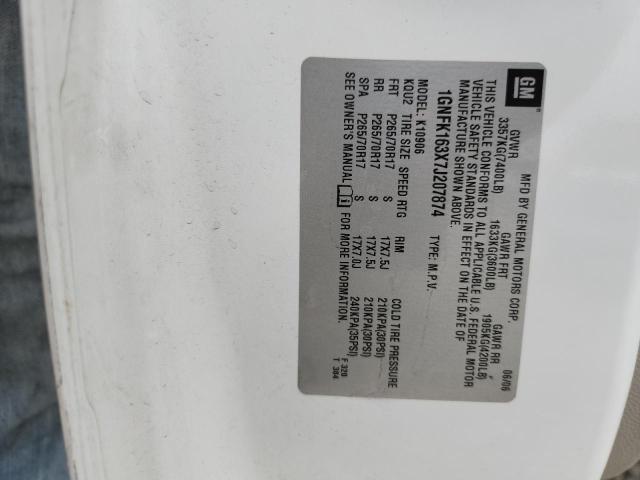 GM
MFD BY GENERAL MOTORS CORP. 06/06
GVWR GAWR FRT GAWR RR
3357KG(7400LB) 1633KG(3600LB) 1905KG(4200LB)
THIS VEHICLE CONFORMS TO ALL APPLICABLE U.S. FEDERAL MOTOR
VEHICLE SAFETY STANDARDS IN EFFECT ON THE DATE OF
MANUFACTURE SHOWN ABOVE.
1GNFK163X7J207874 TYPE: M.P.V.
MODEL: K10906
KQU2 TIRE SIZE SPEED RTG RIM COLD TIRE PRESSURE
FRT P265/70R17 S 17X7.5J 210KPA(30PSI)
RR P265/70R17 S 17X7.5J 210KPA(30PSI)
SPA P265/70R17 S 17X7.0J 240KPA(35PSI)
SEE OWNER'S MANUAL FOR MORE INFORMATION. F 320
T 384